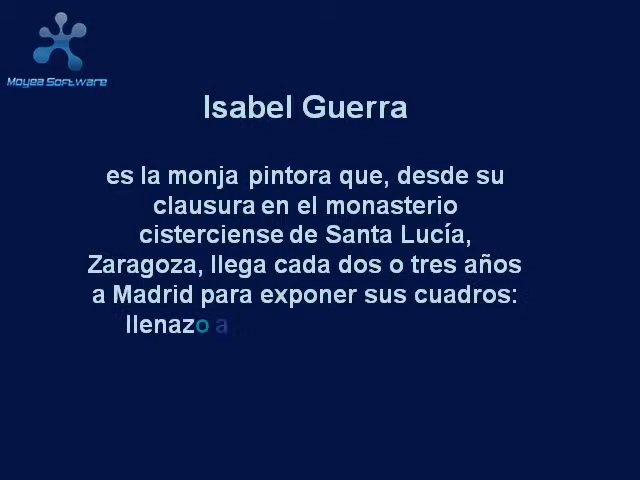 Moyea Software
Isabel Guerra
es la monja pintora que, desde su
clausura en el monasterio
cisterciense de Santa Lucía,
Zaragoza, llega cada dos o tres años
a Madrid para exponer sus cuadros:
llenazo a